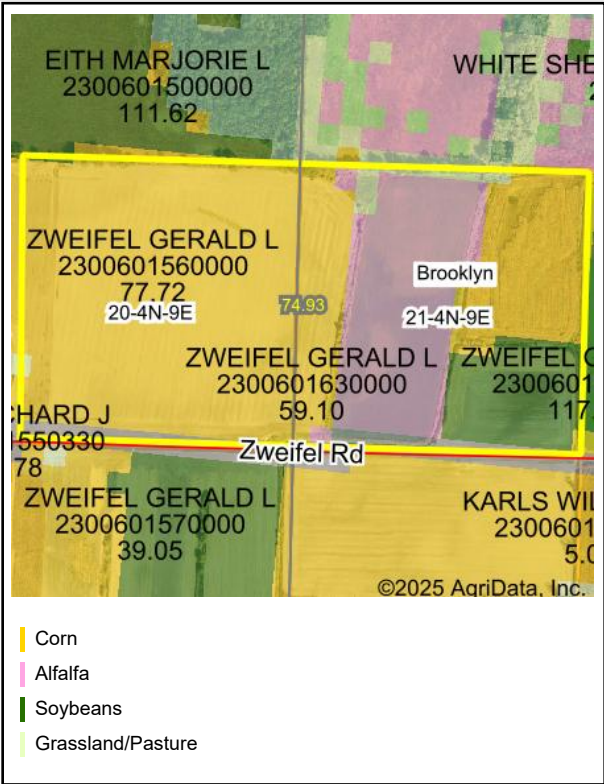 EITH MARJORIE L
2300601500000
111.62
WHITE SHE
ZWEIFEL GERALD L
2300601560000
77.72
20-4N-9E
74.93
Brooklyn
21-4N-9E
ZWEIFEL GERALD L
2300601630000
59.10
ZWEIFEL
2300601
117
CHARD J
550330
78
Zweifel Rd
ZWEIFEL GERALD L
2300601570000
39.05
KARLS WIL
2300601
5.0
©2025 AgriData, Inc.
Corn
Alfalfa
Soybeans
Grassland/Pasture